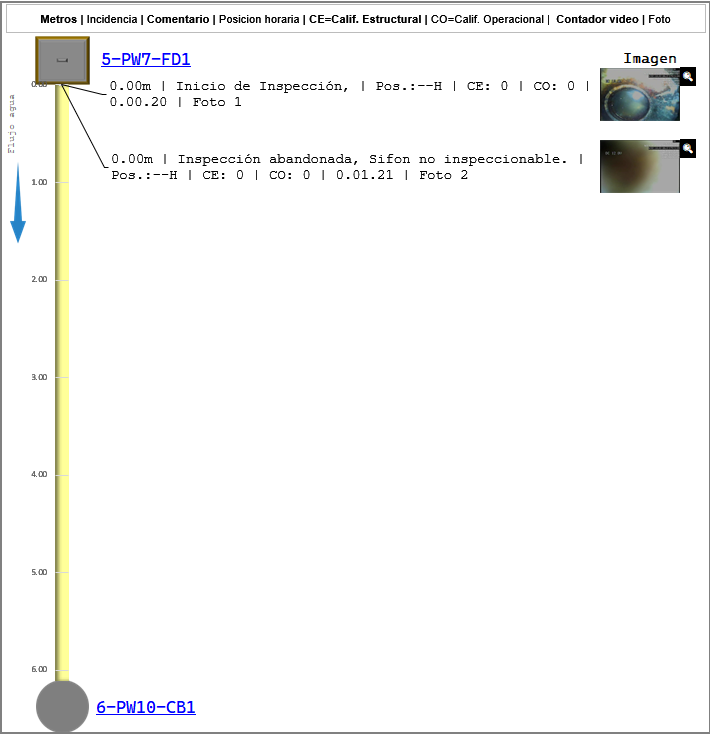 Metros | Incidencia | Comentario | Posicion horaria | CE=Calif. Estructural | CO=Calif. Operacional | Contador video | Foto
5-PW7-FD1
Imagen
0.00
0.00m | Inicio de Inspección, | Pos.:--H | CE: 0 | CO: 0 |
0.00.20 | Foto 1
Flujo agua
0.00m | Inspección abandonada, Sifon no inspeccionable. |
Pos.:--H | CE: 0 | CO: 0 | 0.01.21 | Foto 2
1.00
2.00
3.00
4.00
5.00
6.00
6-PW10-CB1